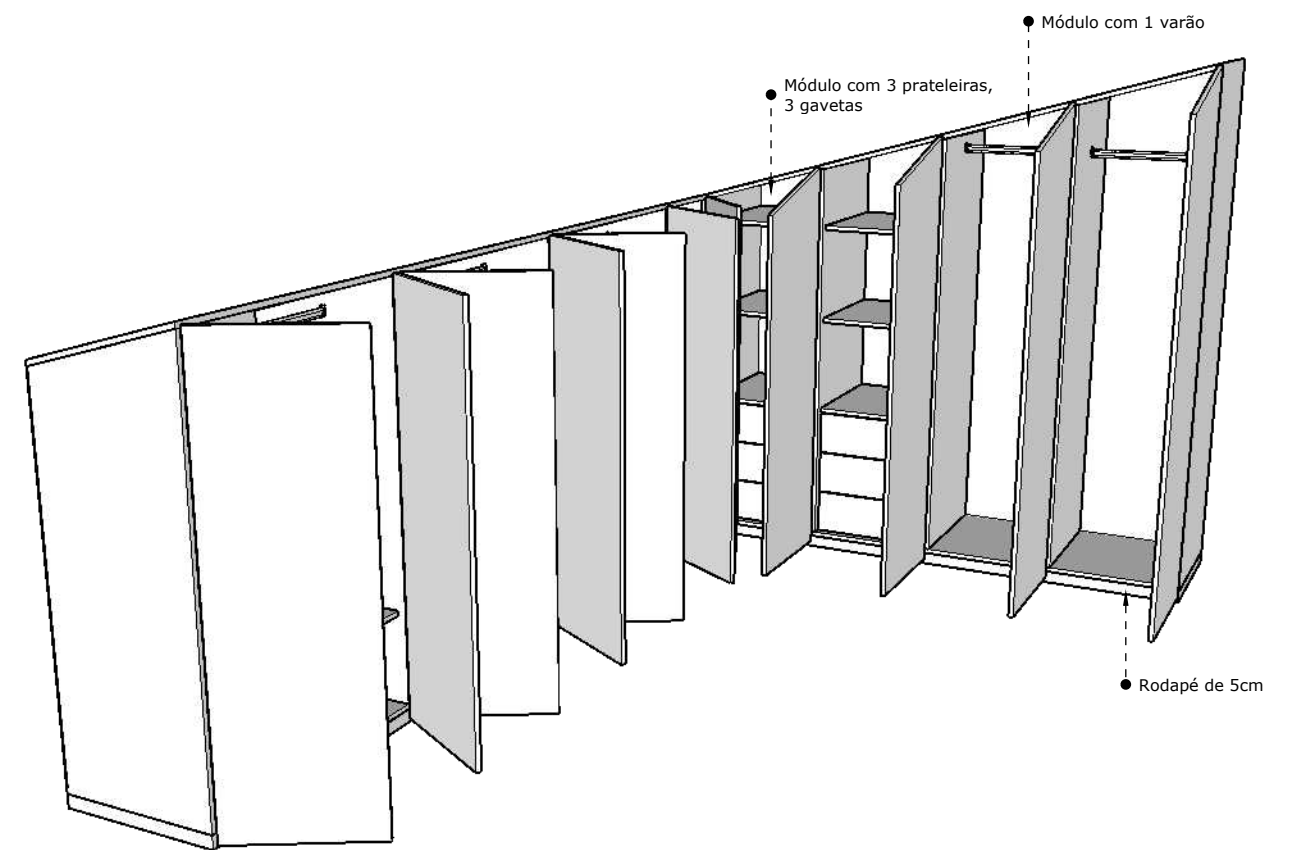 Módulo com 1 varão
Módulo com 3 prateleiras,
3 gavetas
Rodapé de 5cm